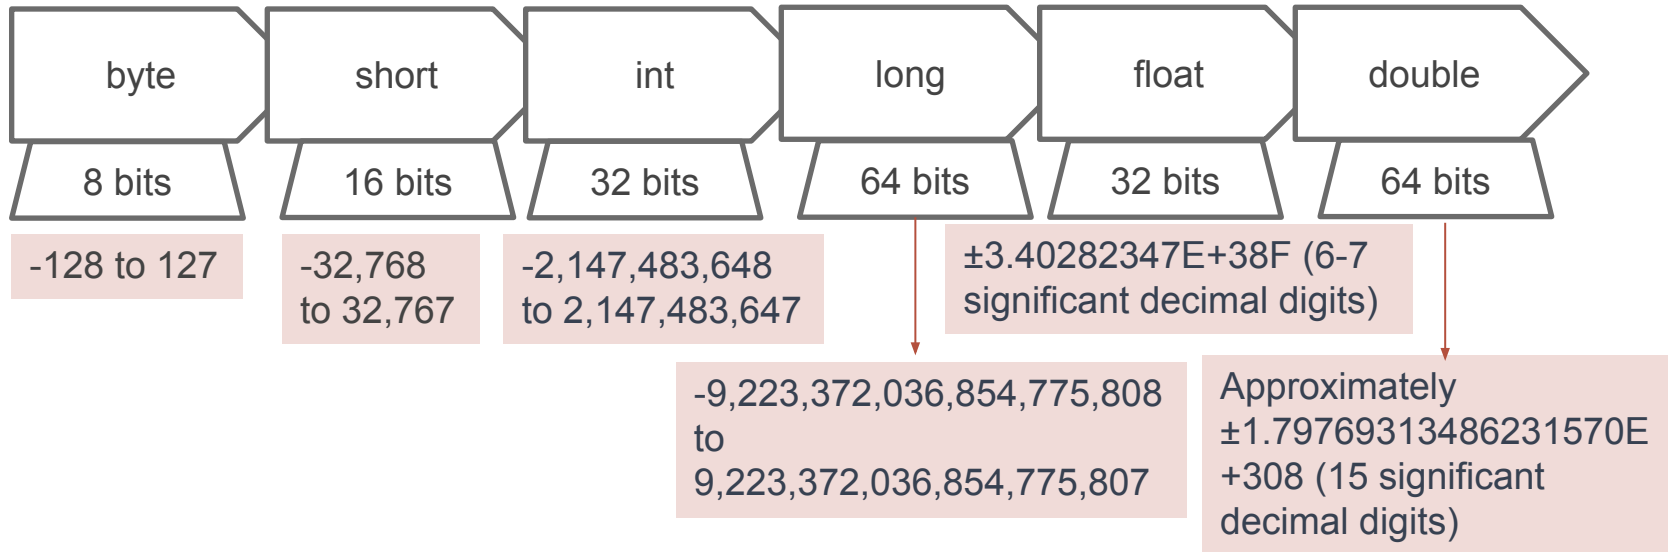 byte
short
int
long
float
double
8 bits
16 bits
32 bits
64 bits
32 bits
64 bits
-128 to 127
-32,768
to 32,767
-2,147,483,648
to 2,147,483,647
±3.40282347E+38F (6-7
significant decimal digits)
-9,223,372,036,854,775,808
to
9,223,372,036,854,775,807
Approximately
±1.79769313486231570E
+308 (15 significant
decimal digits)